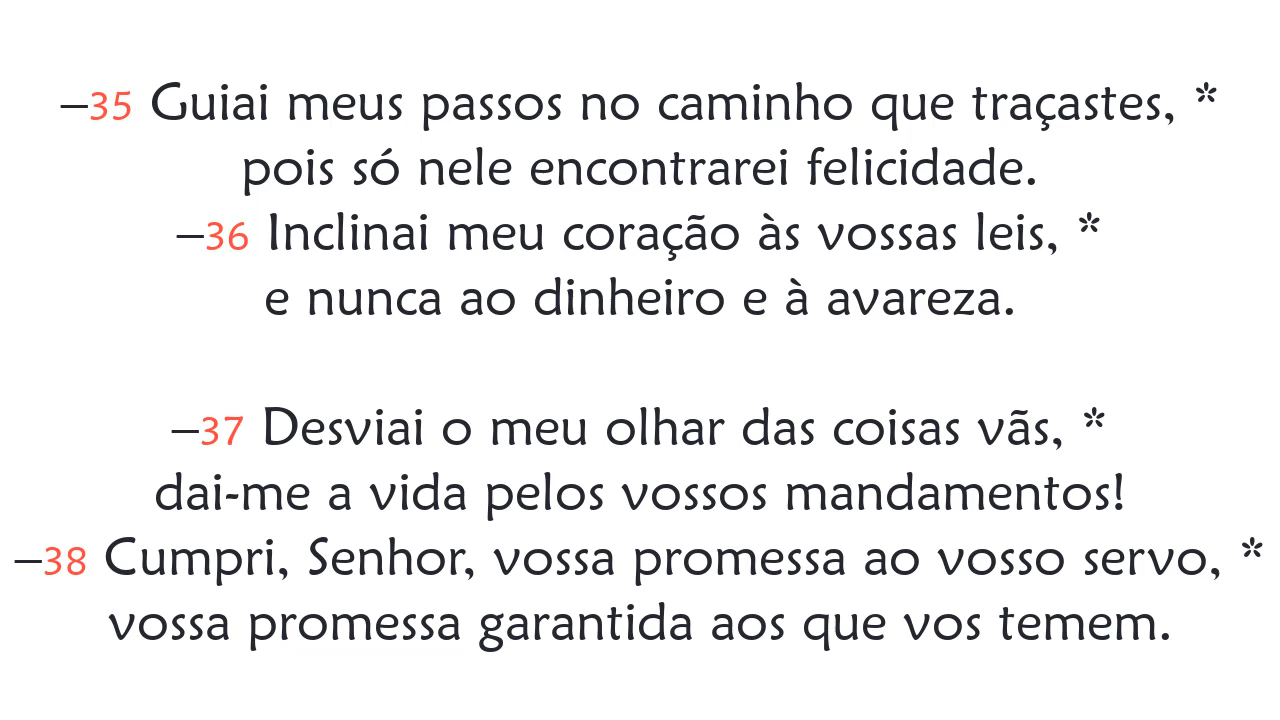 –35 Guiai meus passos no caminho que traçastes, *
pois só nele encontrarei felicidade.
–36 Inclinai meu coração às vossas leis, *
e nunca ao dinheiro e à avareza.
–37 Desviai o meu olhar das coisas vãs, *
dai-me a vida pelos vossos mandamentos!
–38 Cumpri, Senhor, vossa promessa ao vosso servo, *
vossa promessa garantida aos que vos temem.